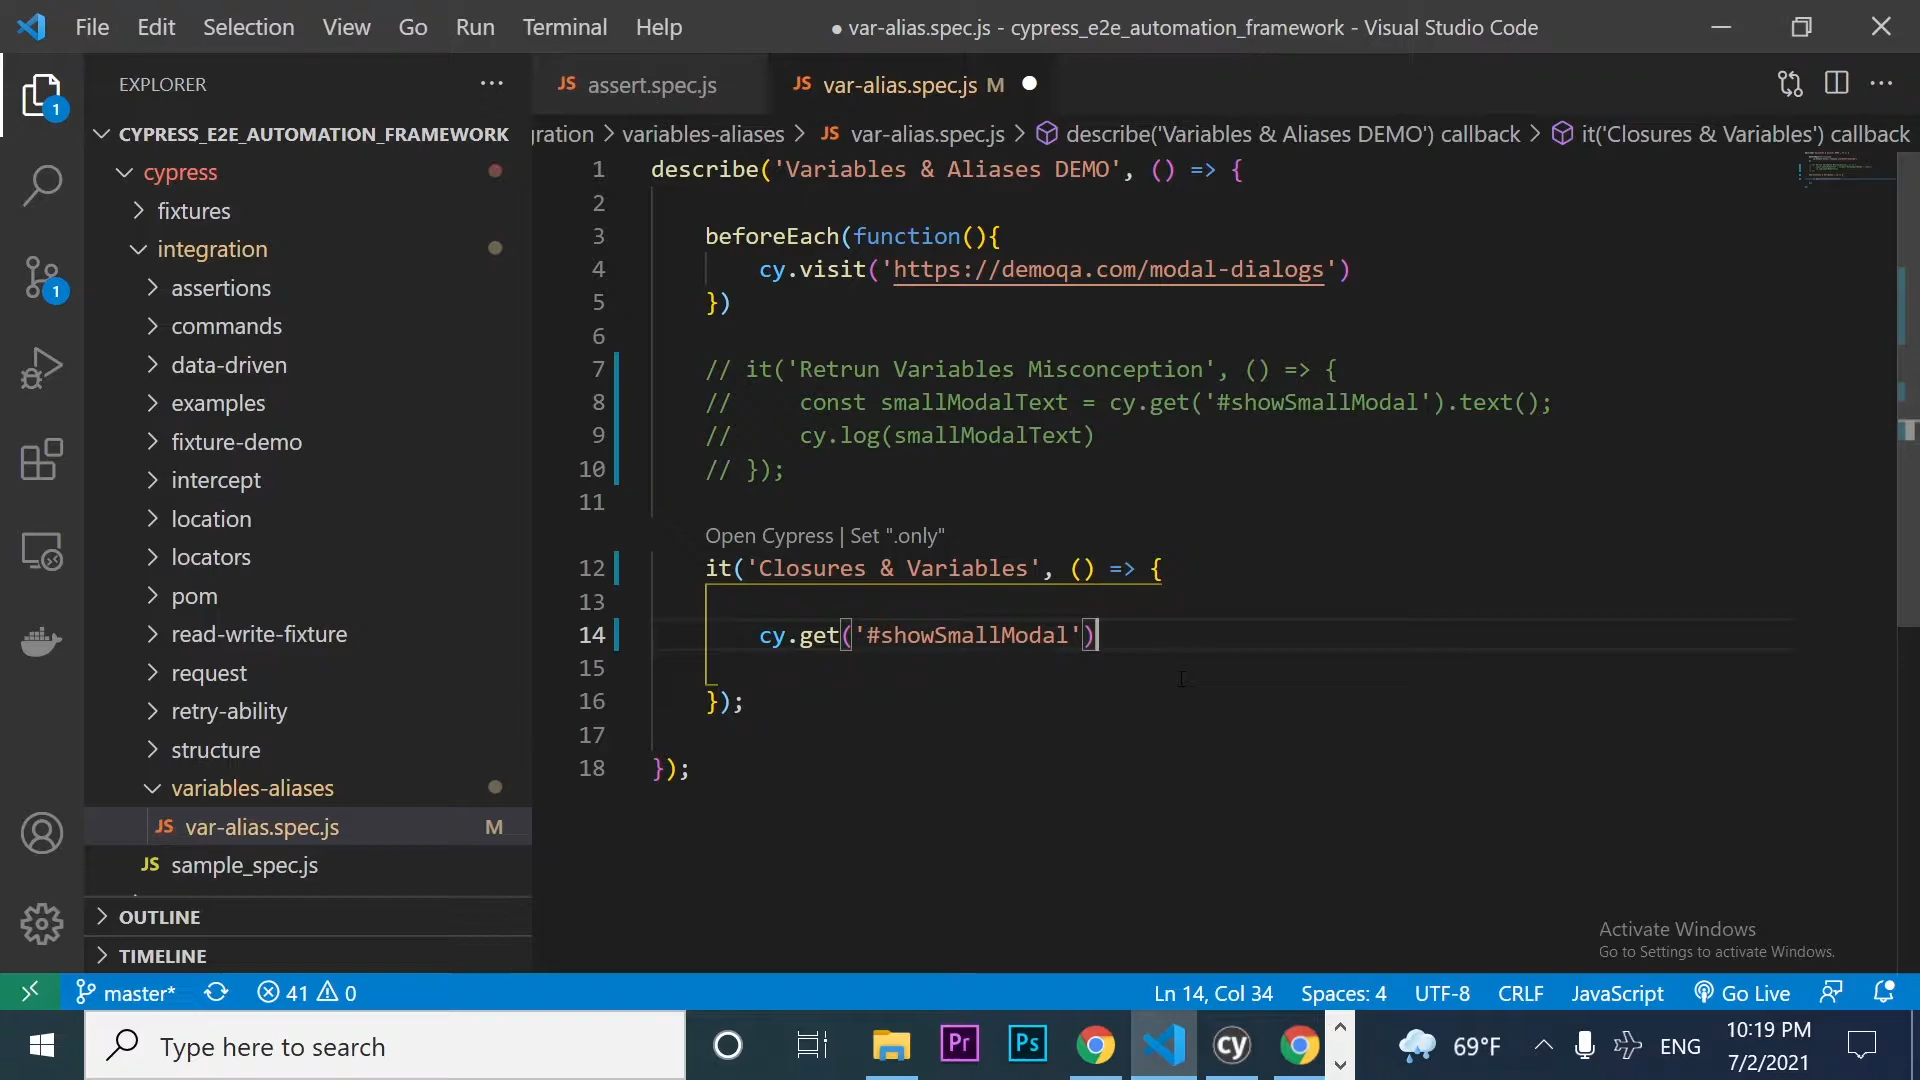 File Edit Selection View Go Run Terminal Help ● var-alias.spec.js - cypress_e2e_automation_framework - Visual Studio Code
EXPLORER ···
JS assert.spec.js JS var-alias.spec.js M ···
CYPRESS_E2E_AUTOMATION_FRAMEWORK
gration > variables-aliases > JS var-alias.spec.js > describe('Variables & Aliases DEMO') callback > it('Closures & Variables') callback
cypress
fixtures
integration
assertions
commands
data-driven
examples
fixture-demo
intercept
location
locators
pom
read-write-fixture
request
retry-ability
structure
variables-aliases
JS var-alias.spec.js M
JS sample_spec.js
OUTLINE
TIMELINE
1
1
1 describe('Variables & Aliases DEMO', () => {
2
3 beforeEach(function(){
4 cy.visit('https://demoqa.com/modal-dialogs')
5 })
6
7 // it('Retrun Variables Misconception', () => {
8 // const smallModalText = cy.get('#showSmallModal').text();
9 // cy.log(smallModalText)
10 // });
11
Open Cypress | Set ".only"
12 it('Closures & Variables', () => {
13
14 cy.get('#showSmallModal')
15
16 });
17
18 });
Activate Windows
Go to Settings to activate Windows.
master* 41 0 Ln 14, Col 34 Spaces: 4 UTF-8 CRLF JavaScript Go Live
Type here to search Pr Ps cy 69°F ENG 10:19 PM
7/2/2021